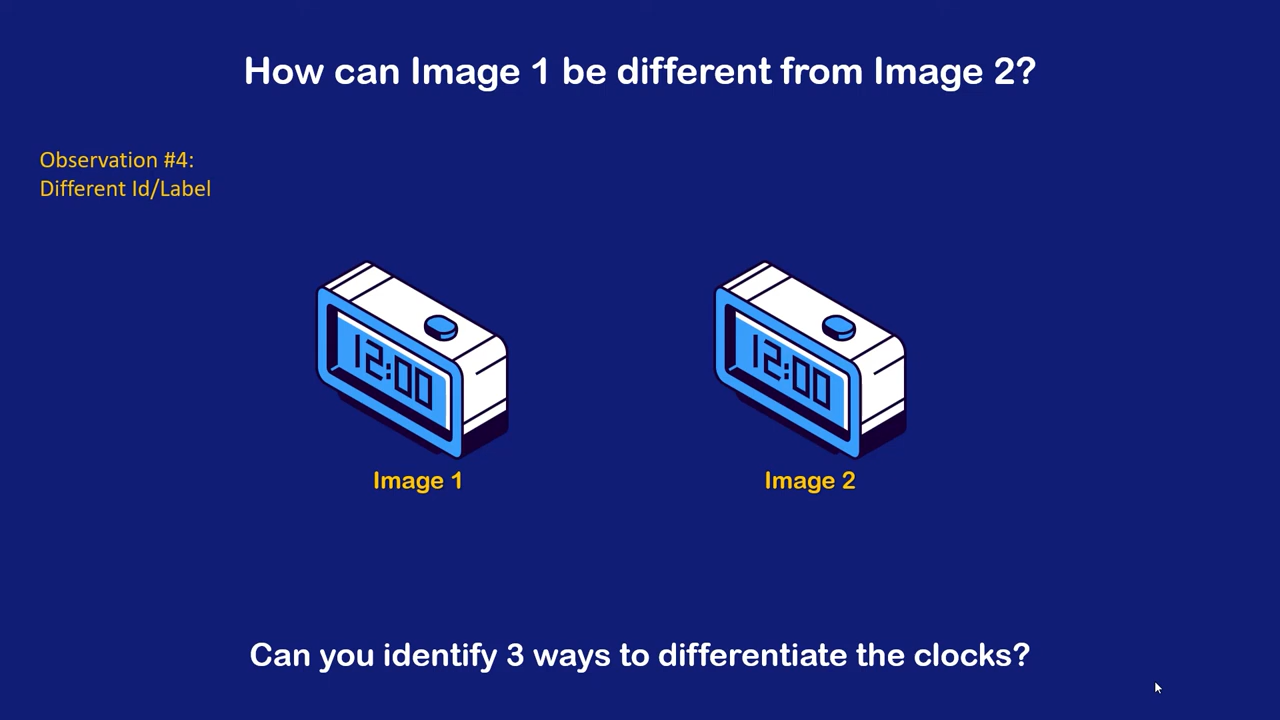 How can Image 1 be different from Image 2?
Observation #4:
Different Id/Label
12:00
12:00
Image 1
Image 2
Can you identify 3 ways to differentiate the clocks?